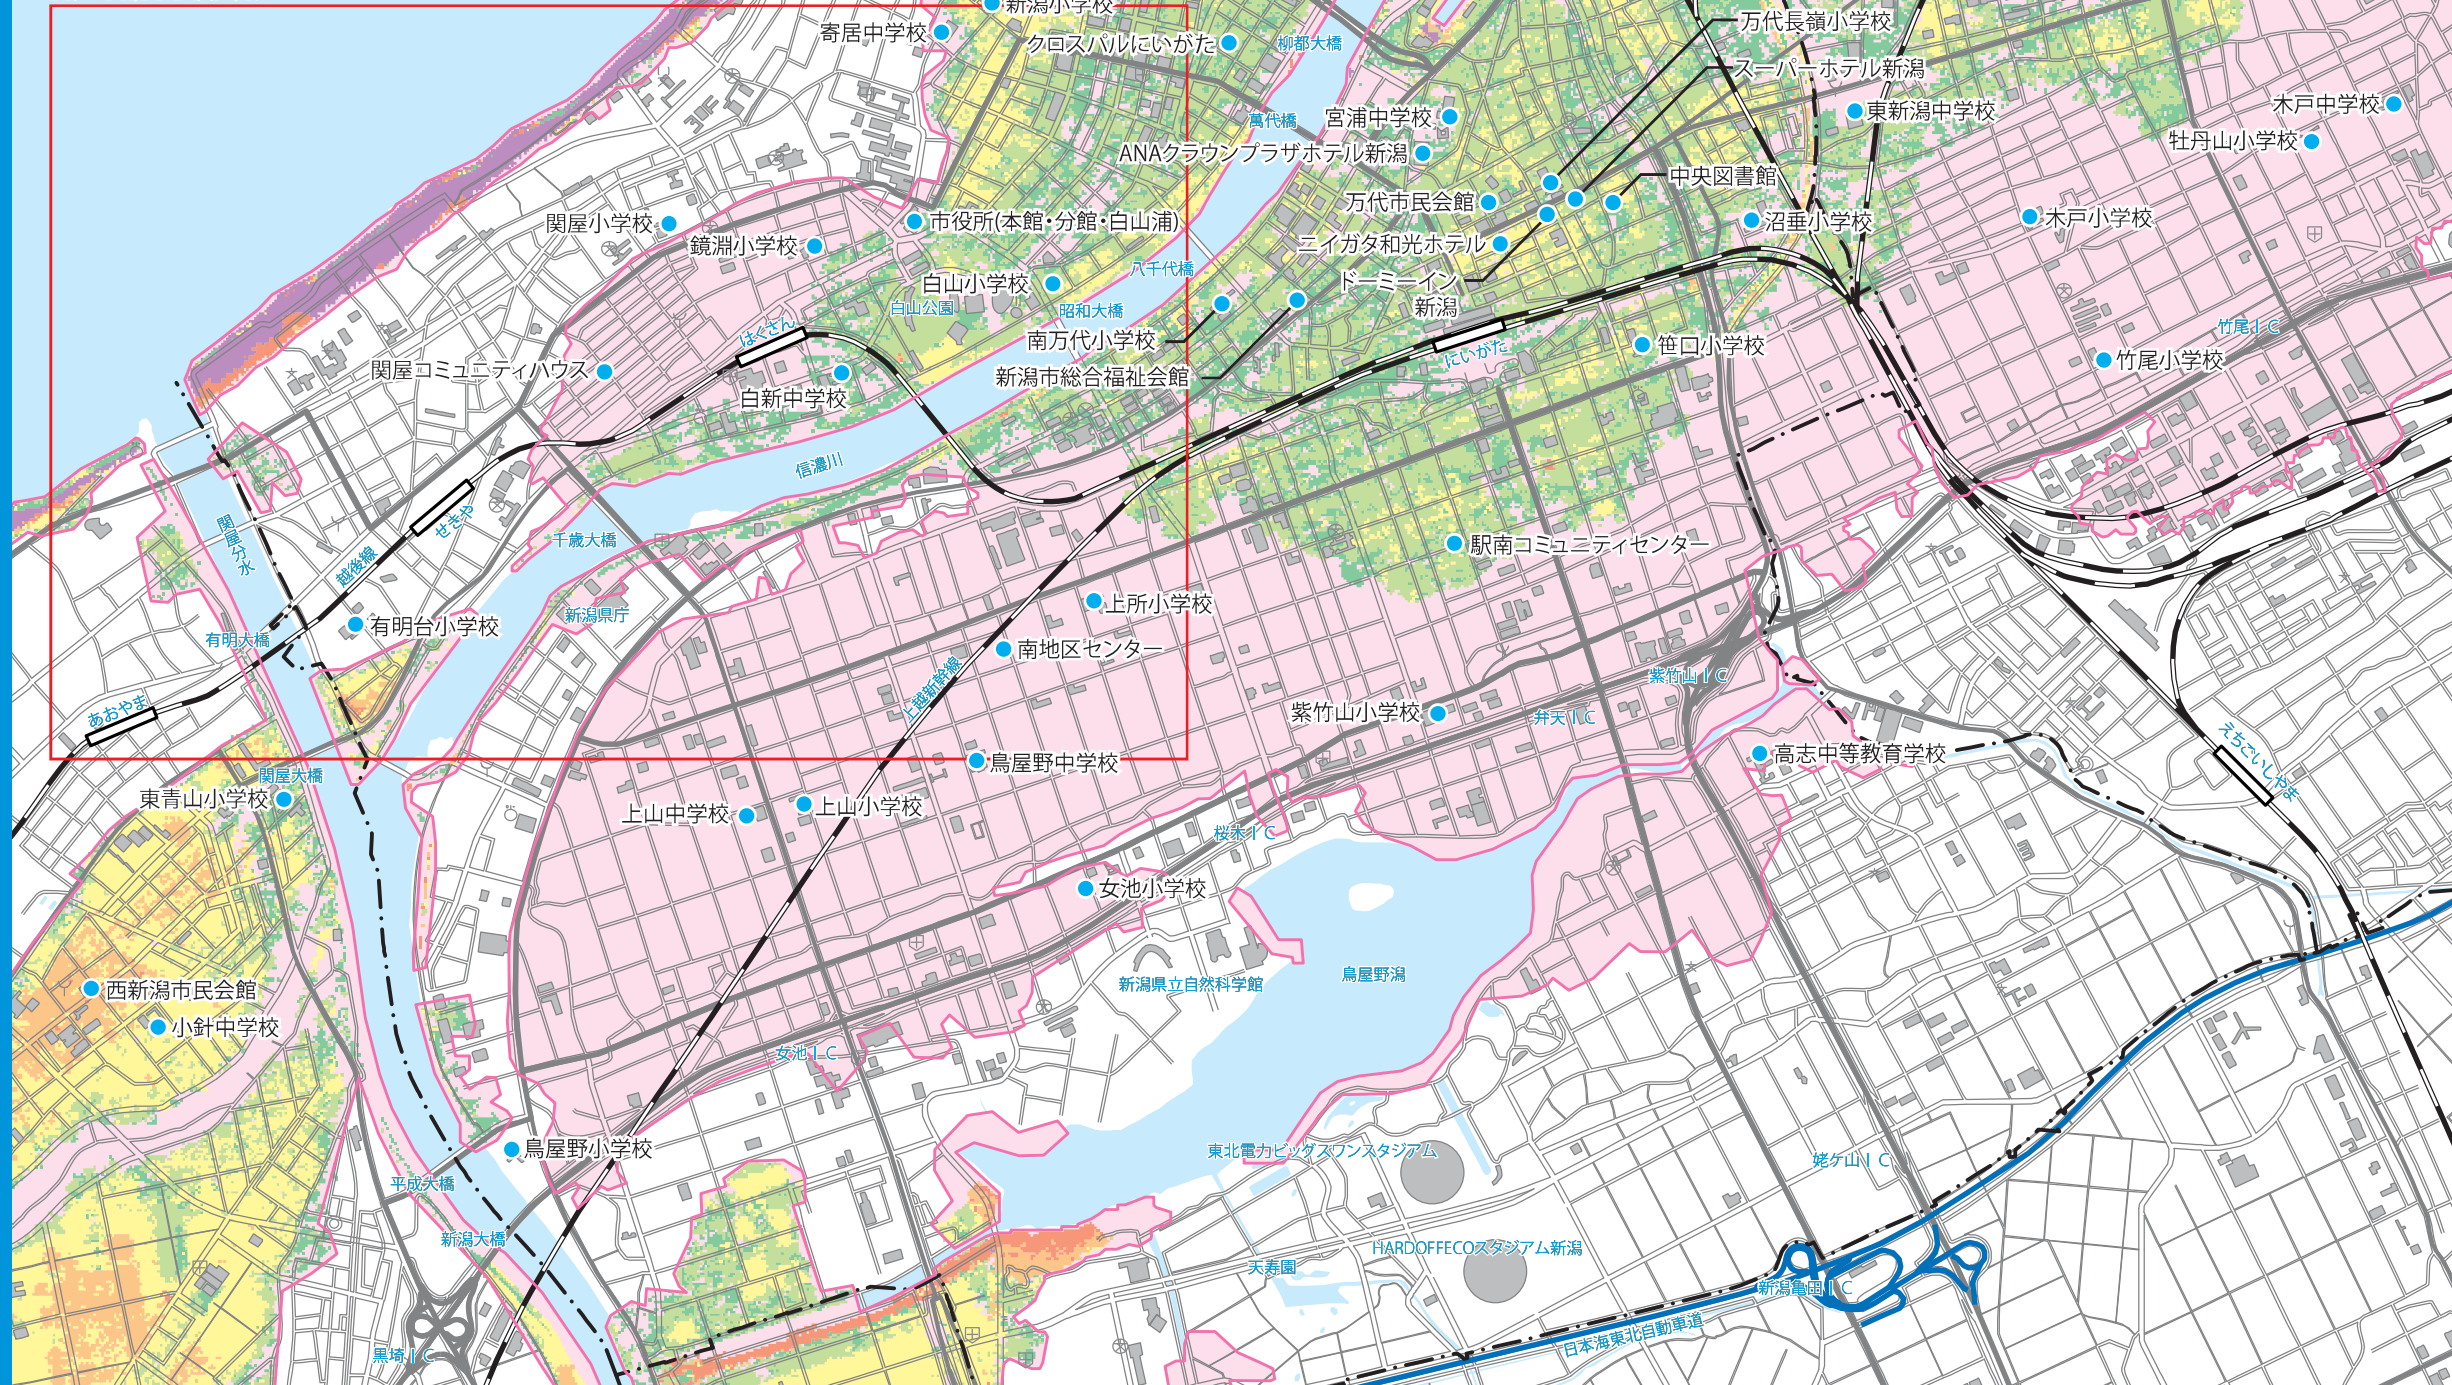 新潟小学校
寄居中学校
クロスパルにいがた
柳都大橋
万代長嶺小学校
スーパーホテル新潟
宮浦中学校
萬代橋
東新潟中学校
木戸中学校
牡丹山小学校
ANAクラウンプラザホテル新潟
中央図書館
万代市民会館
関屋小学校
鏡淵小学校
市役所(本館・分館・白山浦)
沼垂小学校
木戸小学校
ニイガタ和光ホテル
八千代橋
白山小学校
白山公園
昭和大橋
ドーミーイン
新潟
はくさん
南万代小学校
にいがた
笹口小学校
竹尾IC
竹尾小学校
関屋コミュニティハウス
新潟市総合福祉会館
白新中学校
信濃川
せきや
関屋分水
千歳大橋
越後線
駅南コミュニティセンター
新潟県庁
上所小学校
有明台小学校
有明大橋
南地区センター
上越新幹線
紫竹山IC
あおやま
紫竹山小学校
弁天IC
えちごいしやま
高志中等教育学校
鳥屋野中学校
関屋大橋
東青山小学校
上山中学校
上山小学校
桜木IC
女池小学校
新潟県立自然科学館
鳥屋野潟
西新潟市民会館
小針中学校
女池IC
鳥屋野小学校
東北電力ビッグスワンスタジアム
姥ケ山IC
平成大橋
新潟大橋
HARDOFFECOスタジアム新潟
天寿園
新潟亀田IC
日本海東北自動車道
黒埼IC